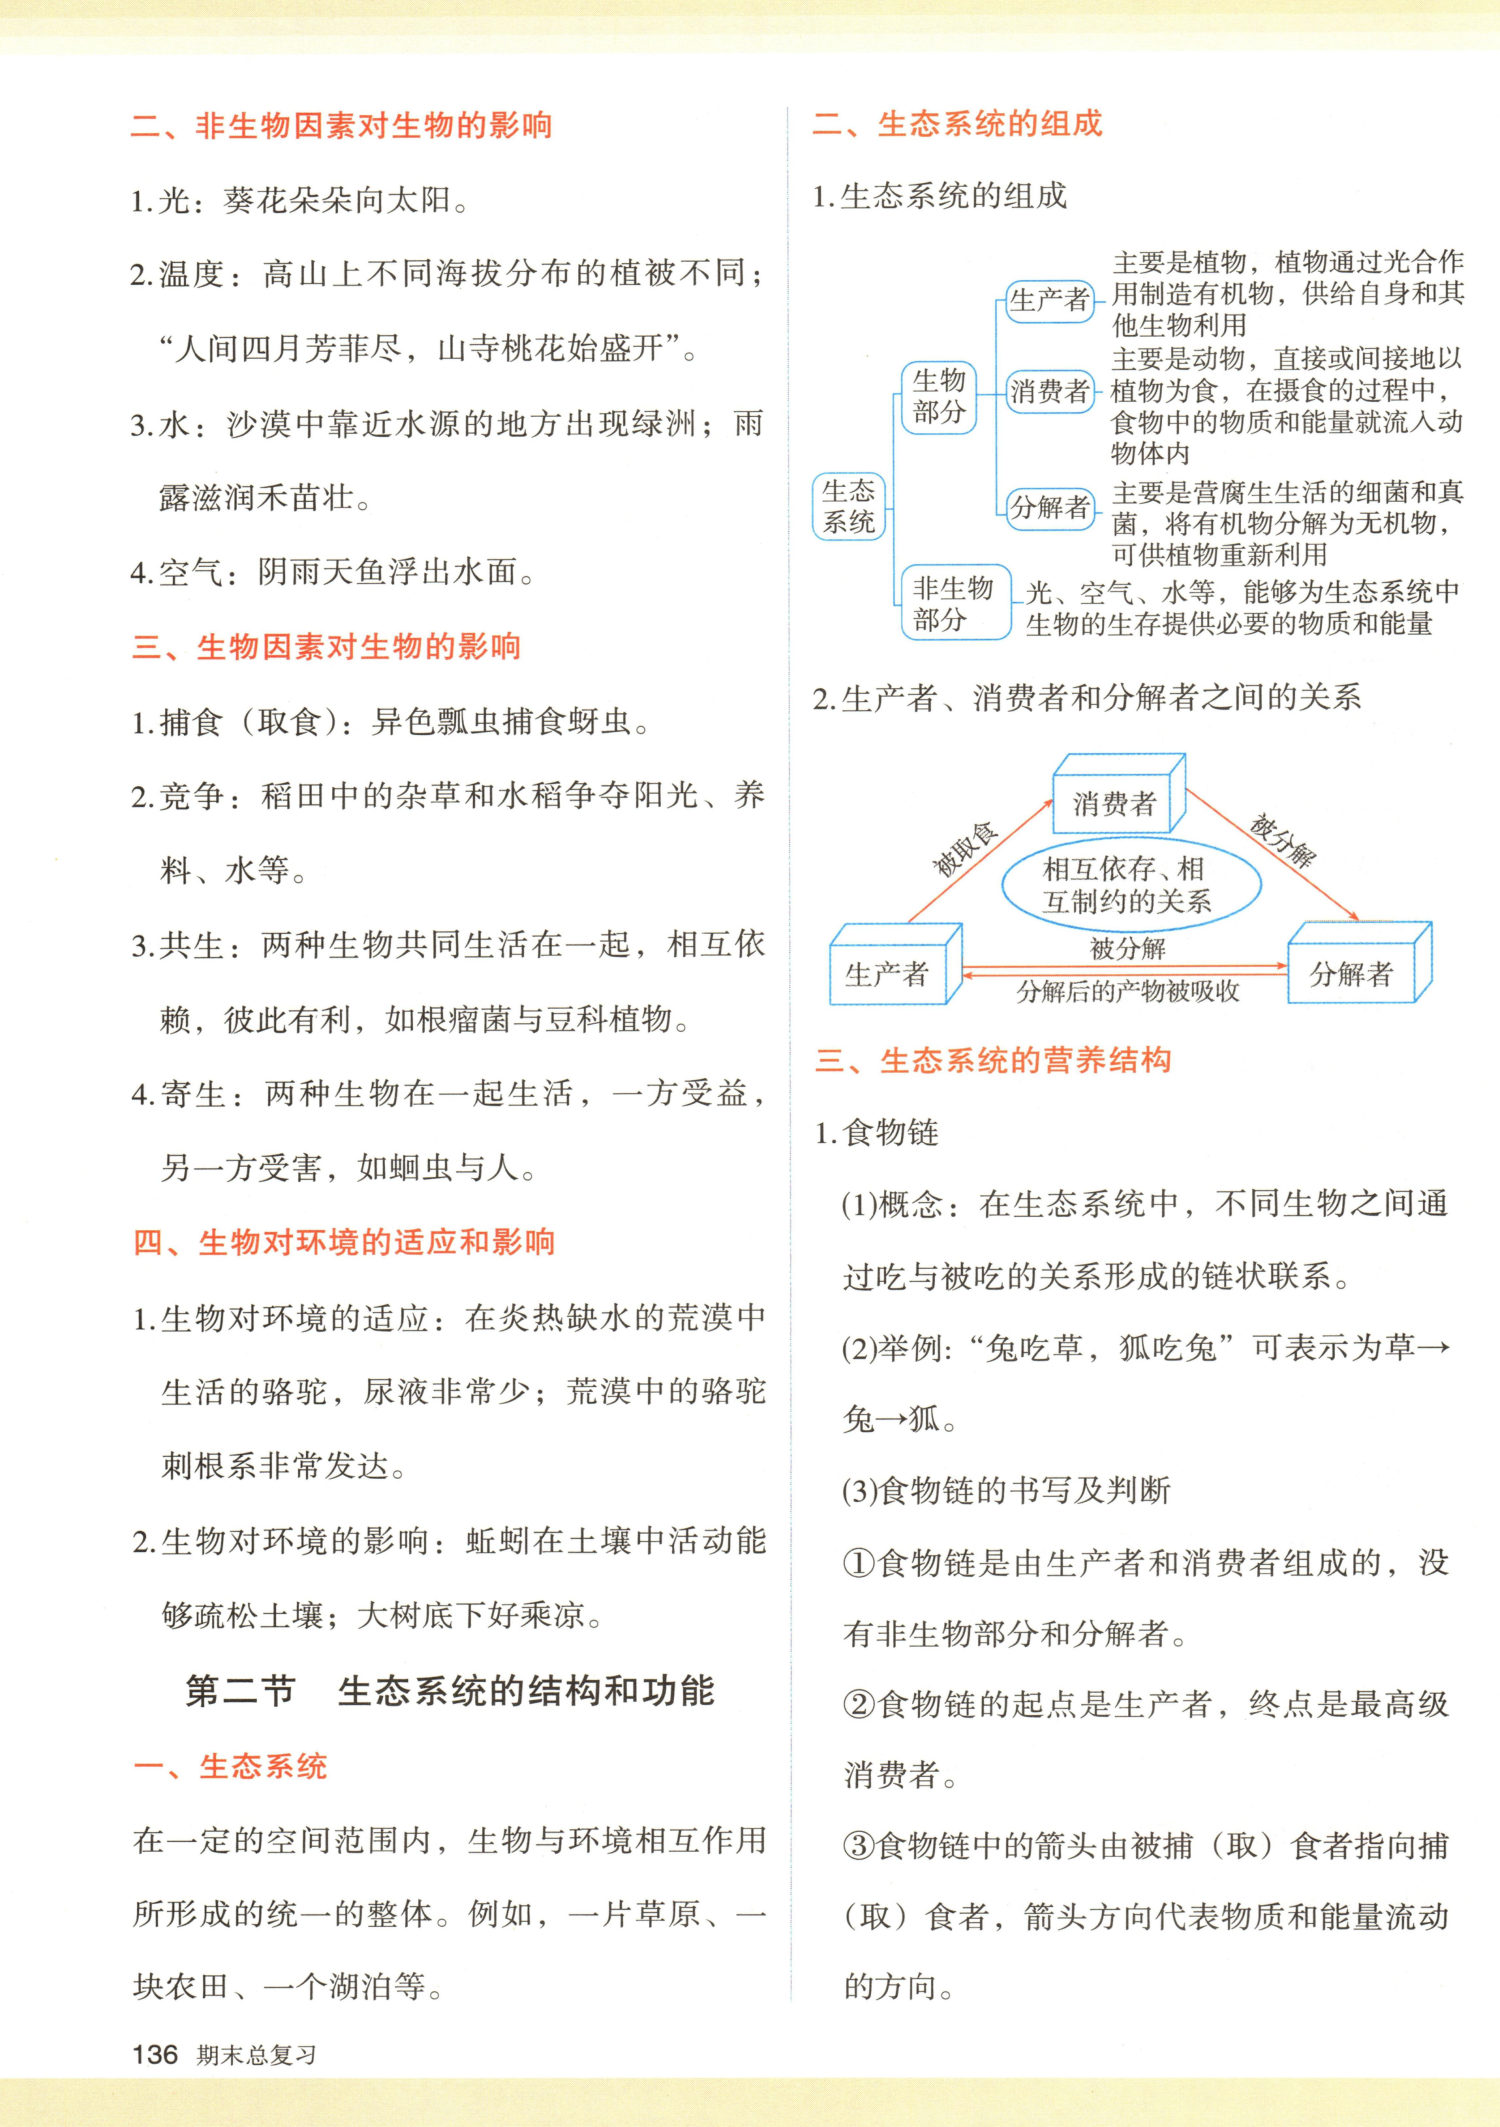 二、非生物因素对生物的影响
1.光：葵花朵朵向太阳。
2.温度：高山上不同海拔分布的植被不同；
“人间四月芳菲尽，山寺桃花始盛开”。
3.水：沙漠中靠近水源的地方出现绿洲；雨
露滋润禾苗壮。
4.空气：阴雨天鱼浮出水面。
三、生物因素对生物的影响
1.捕食（取食）：异色瓢虫捕食蚜虫。
2.竞争：稻田中的杂草和水稻争夺阳光、养
料、水等。
3.共生：两种生物共同生活在一起，相互依
赖，彼此有利，如根瘤菌与豆科植物。
4.寄生：两种生物在一起生活，一方受益，
另一方受害，如蛔虫与人。
四、生物对环境的适应和影响
1.生物对环境的适应：在炎热缺水的荒漠中
生活的骆驼，尿液非常少；荒漠中的骆驼
刺根系非常发达。
2.生物对环境的影响：蚯蚓在土壤中活动能
够疏松土壤；大树底下好乘凉。
第二节　生态系统的结构和功能
一、生态系统
在一定的空间范围内，生物与环境相互作用
所形成的统一的整体。例如，一片草原、一
块农田、一个湖泊等。
二、生态系统的组成
1.生态系统的组成
生态
系统
生物
部分
生产者
主要是植物，植物通过光合作
用制造有机物，供给自身和其
他生物利用
消费者
主要是动物，直接或间接地以
植物为食，在摄食的过程中，
食物中的物质和能量就流入动
物体内
分解者
主要是营腐生生活的细菌和真
菌，将有机物分解为无机物，
可供植物重新利用
非生物
部分
光、空气、水等，能够为生态系统中
生物的生存提供必要的物质和能量
2.生产者、消费者和分解者之间的关系
消费者
被取食
被分解
相互依存、相
互制约的关系
生产者
被分解
分解后的产物被吸收
分解者
三、生态系统的营养结构
1.食物链
(1)概念：在生态系统中，不同生物之间通
过吃与被吃的关系形成的链状联系。
(2)举例：“兔吃草，狐吃兔”可表示为草→
兔→狐。
(3)食物链的书写及判断
①食物链是由生产者和消费者组成的，没
有非生物部分和分解者。
②食物链的起点是生产者，终点是最高级
消费者。
③食物链中的箭头由被捕（取）食者指向捕
（取）食者，箭头方向代表物质和能量流动
的方向。
136 期末总复习